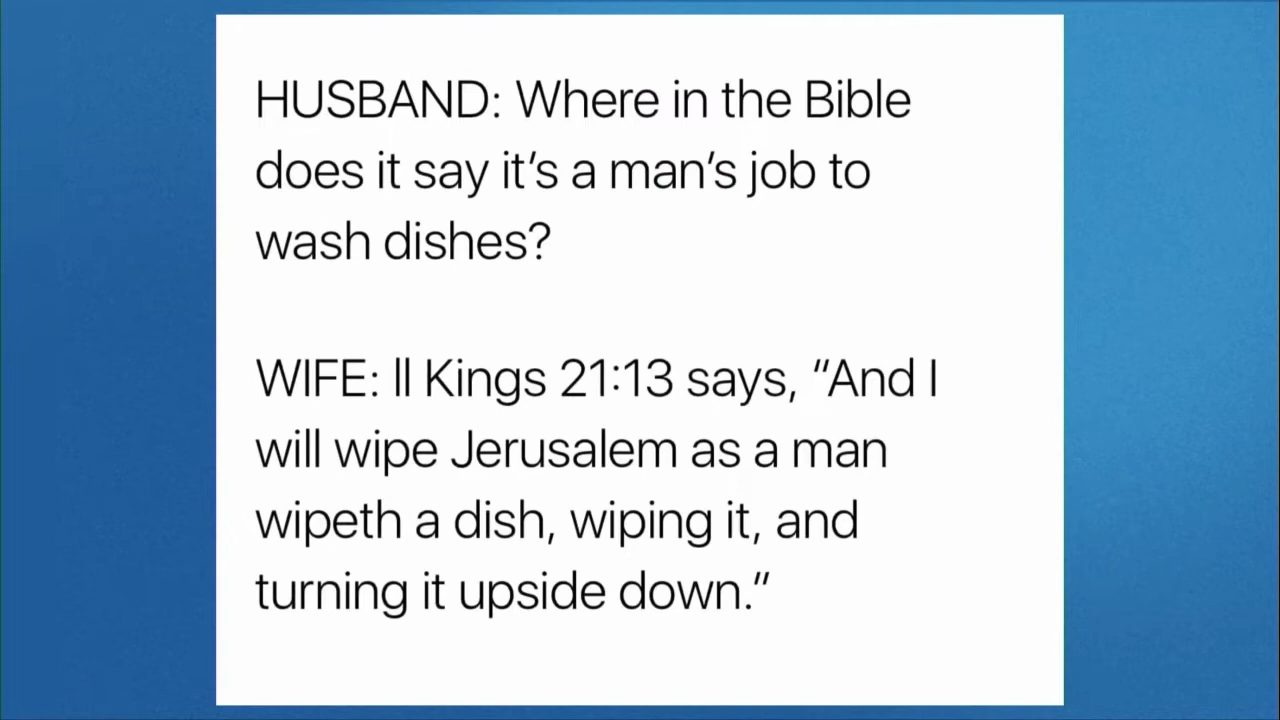 HUSBAND: Where in the Bible
does it say it’s a man’s job to
wash dishes?
WIFE: ll Kings 21:13 says, “And I
will wipe Jerusalem as a man
wipeth a dish, wiping it, and
turning it upside down.”